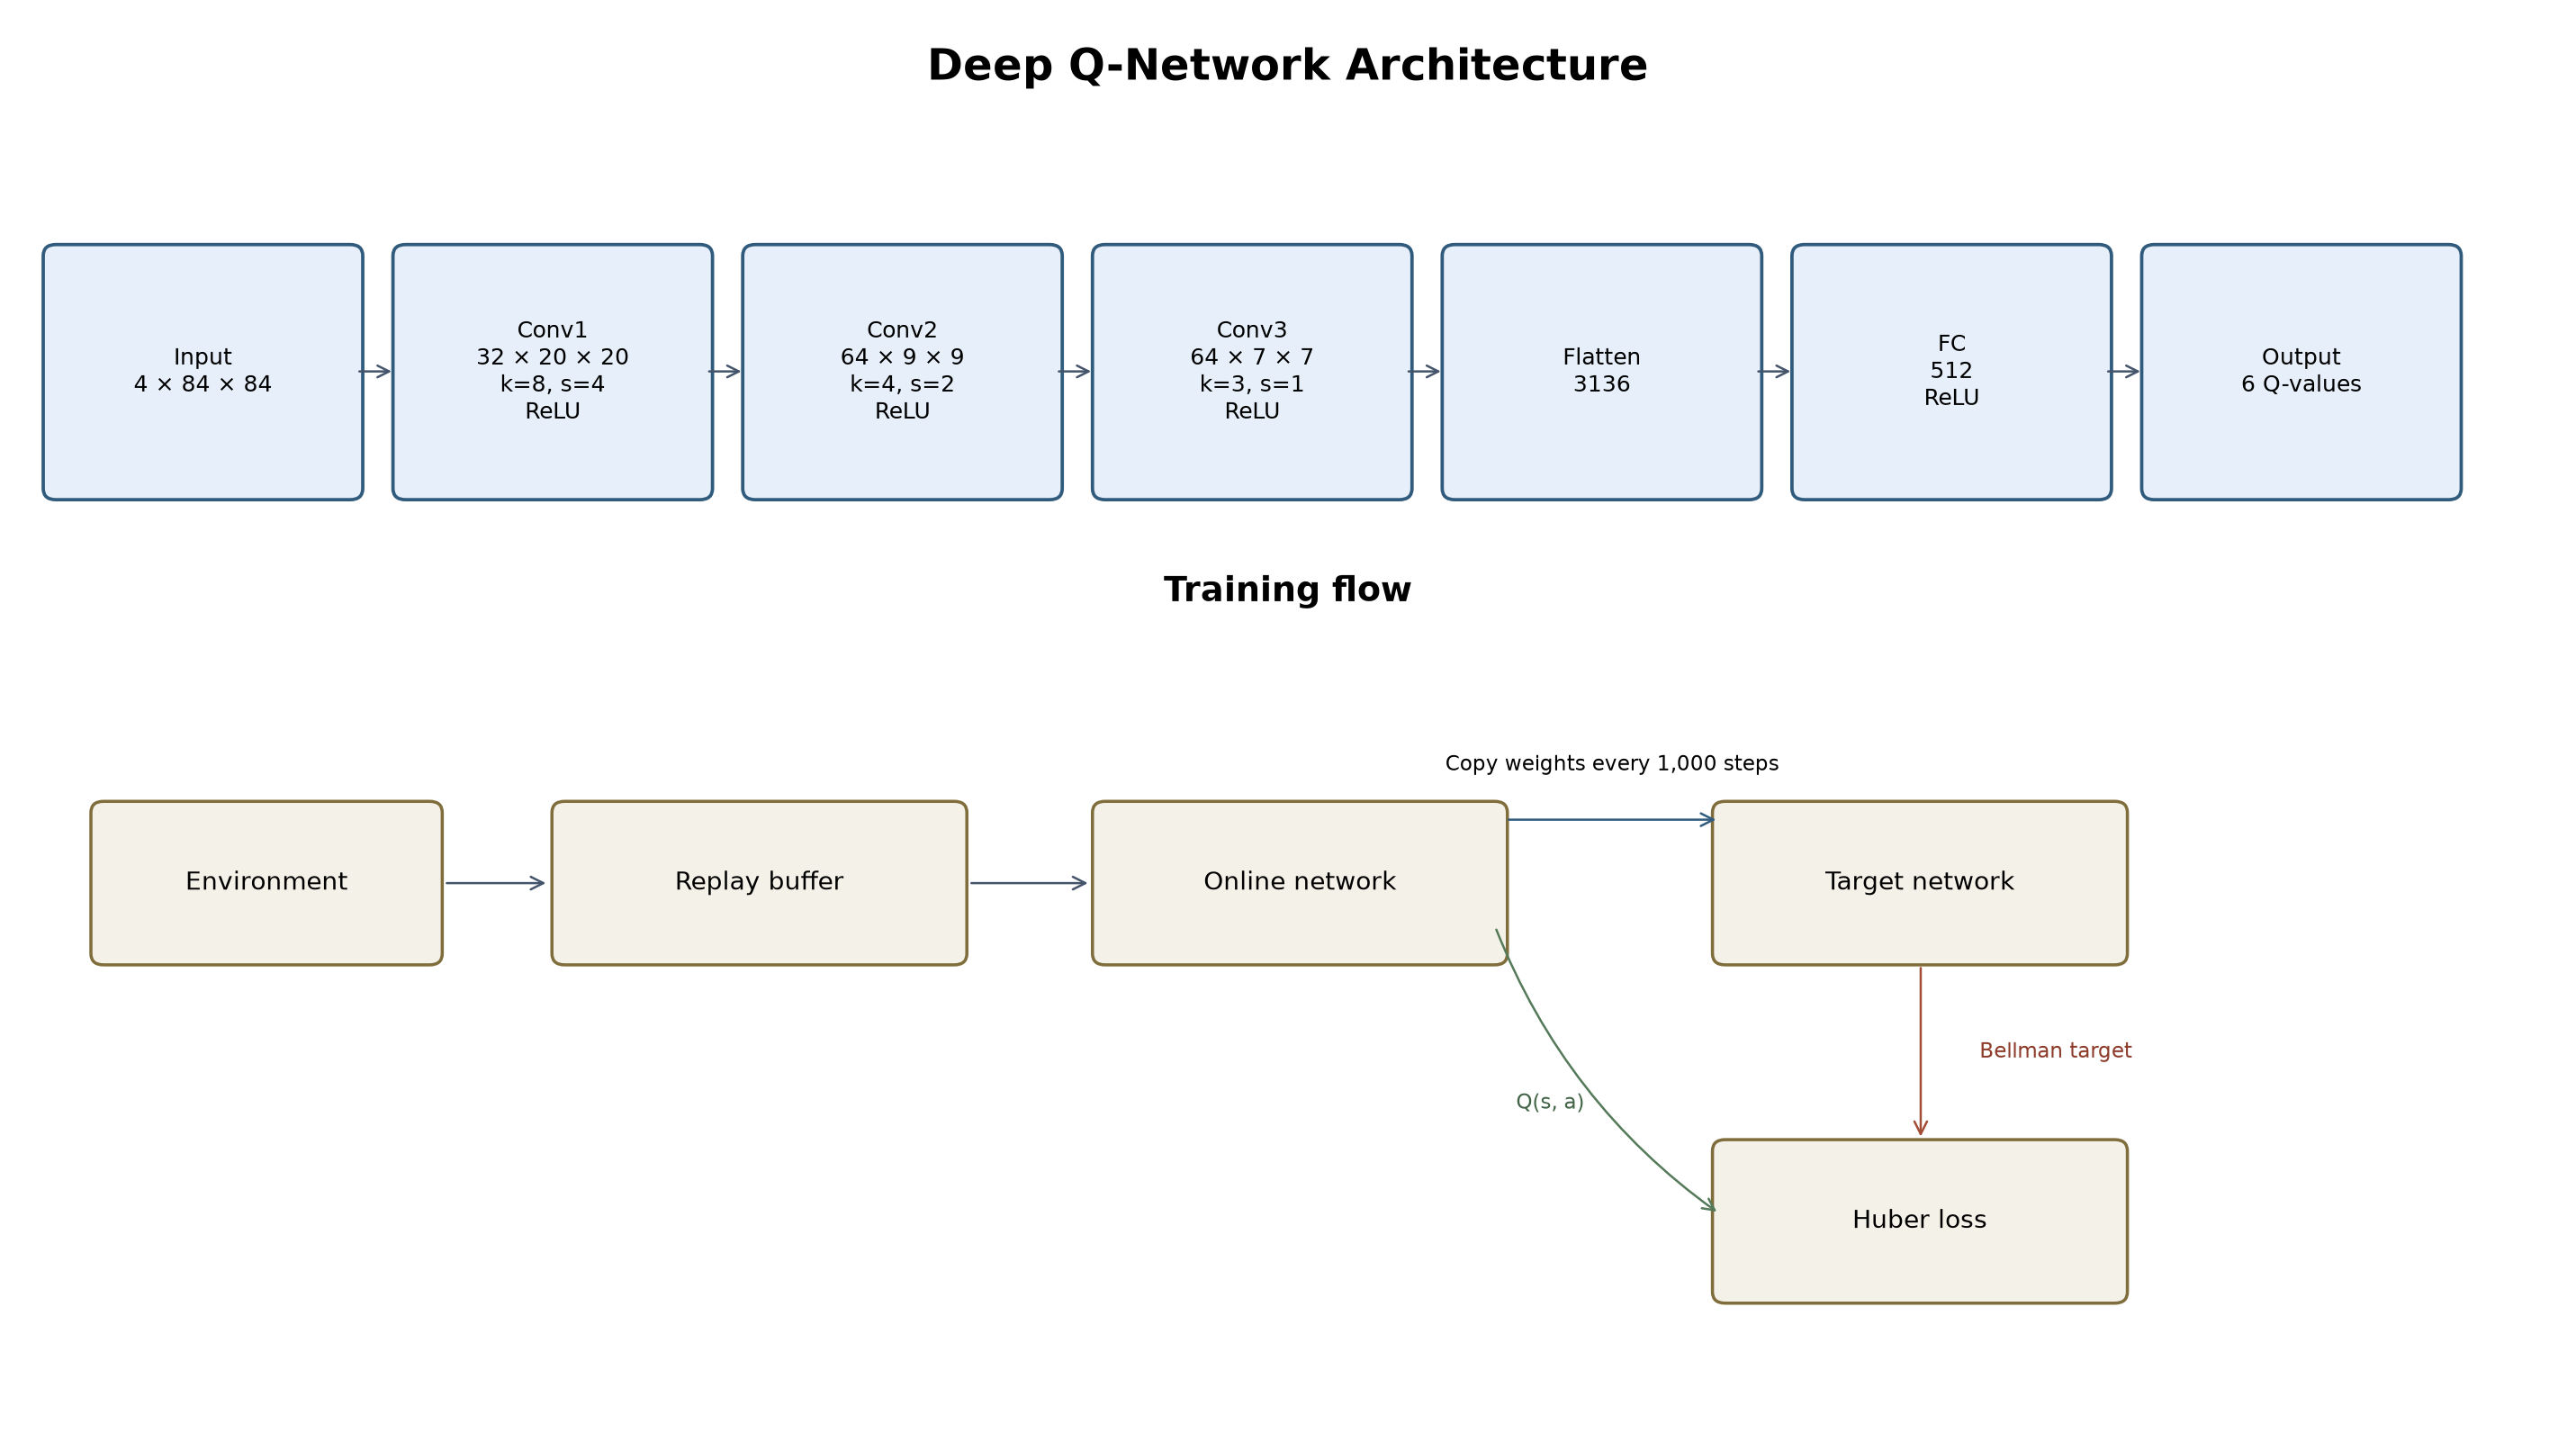 Deep Q-Network Architecture
Input
4 × 84 × 84
Conv1
32 × 20 × 20
k=8, s=4
ReLU
Conv2
64 × 9 × 9
k=4, s=2
ReLU
Conv3
64 × 7 × 7
k=3, s=1
ReLU
Flatten
3136
FC
512
ReLU
Output
6 Q-values
Training flow
Copy weights every 1,000 steps
Environment
Replay buffer
Online network
Target network
Bellman target
Q(s, a)
Huber loss